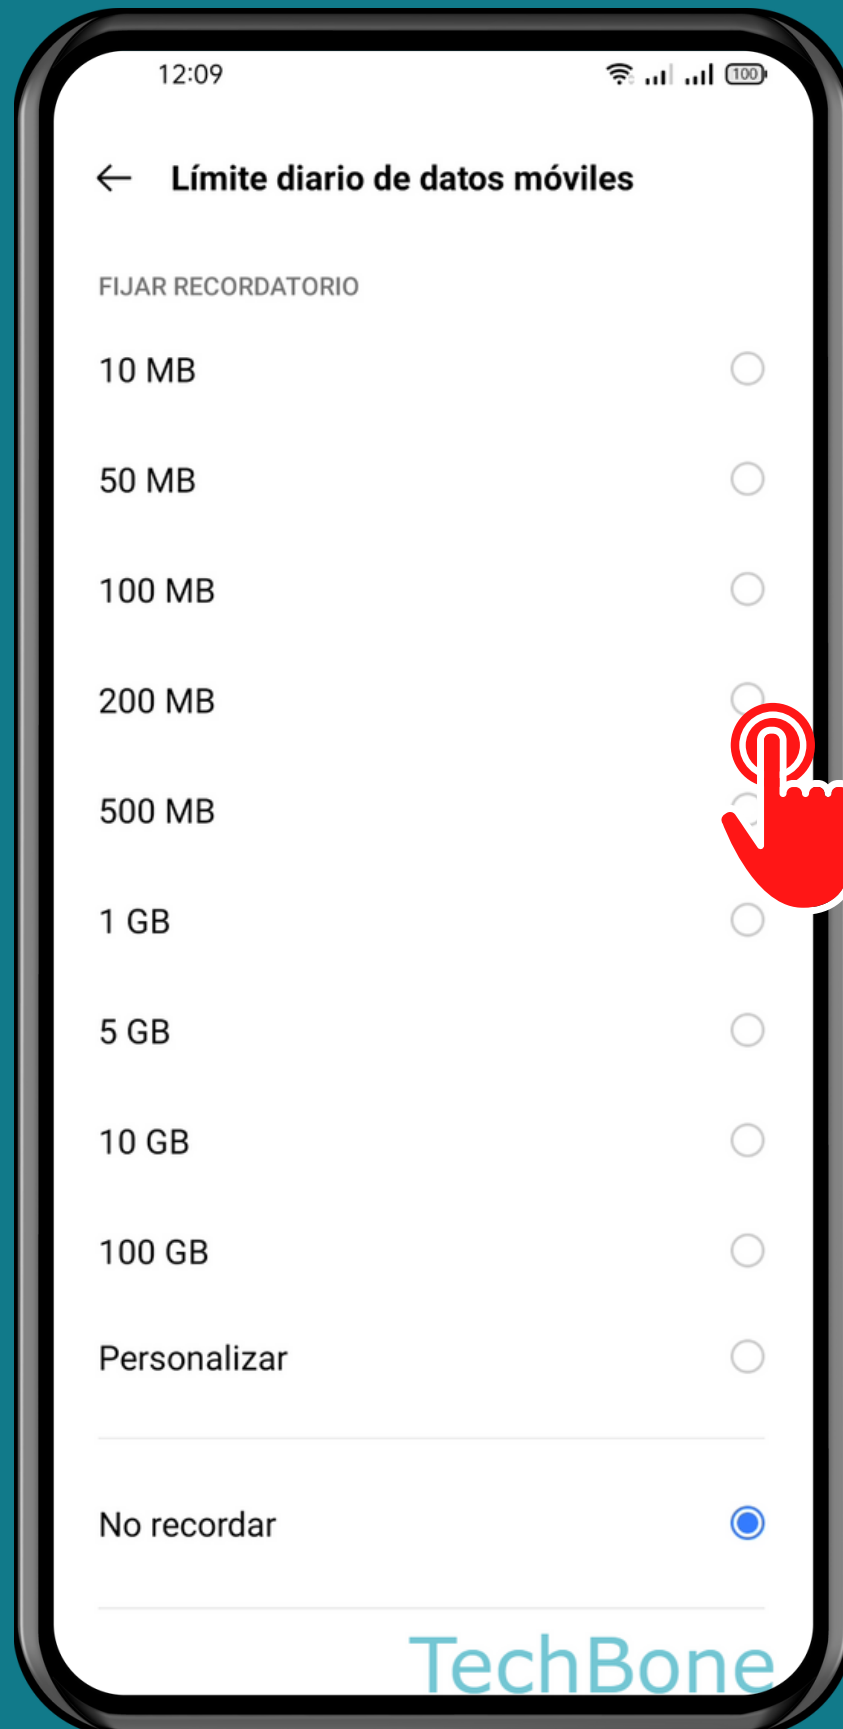 12:09
100
Límite diario de datos móviles
FIJAR RECORDATORIO
10 MB
50 MB
100 MB
200 MB
500 MB
1 GB
5 GB
10 GB
100 GB
Personalizar
No recordar
TechBone